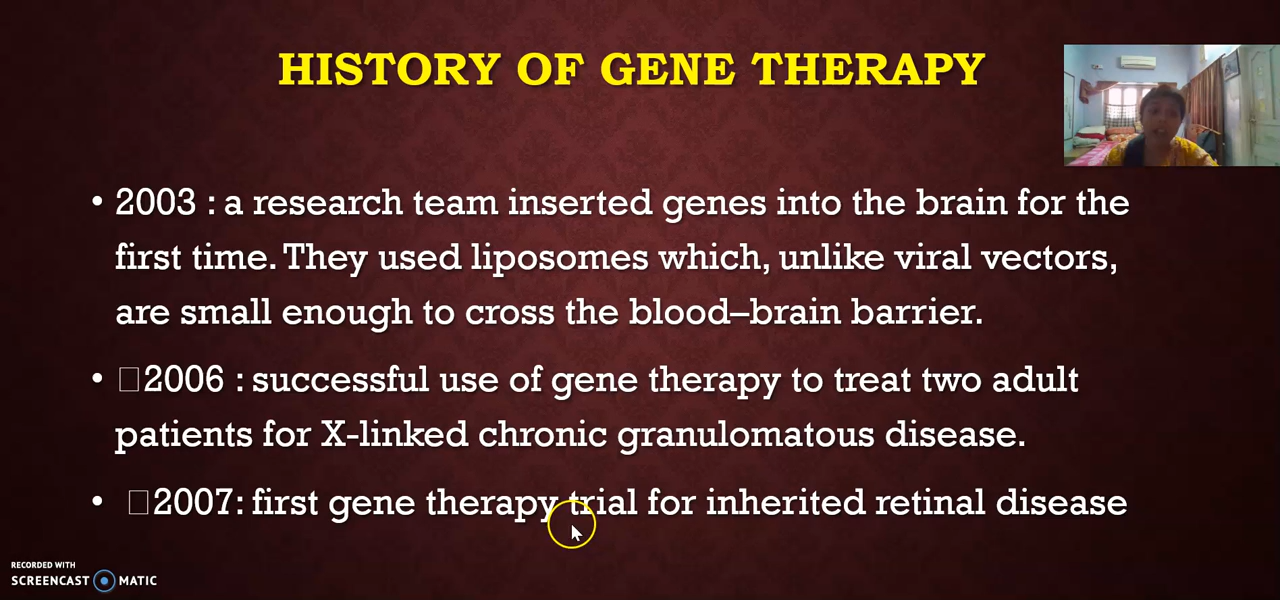 HISTORY OF GENE THERAPY
• 2003 : a research team inserted genes into the brain for the
first time. They used liposomes which, unlike viral vectors,
are small enough to cross the blood–brain barrier.
• □2006 : successful use of gene therapy to treat two adult
patients for X-linked chronic granulomatous disease.
• □2007: first gene therapy trial for inherited retinal disease
RECORDED WITH
SCREENCAST MATIC